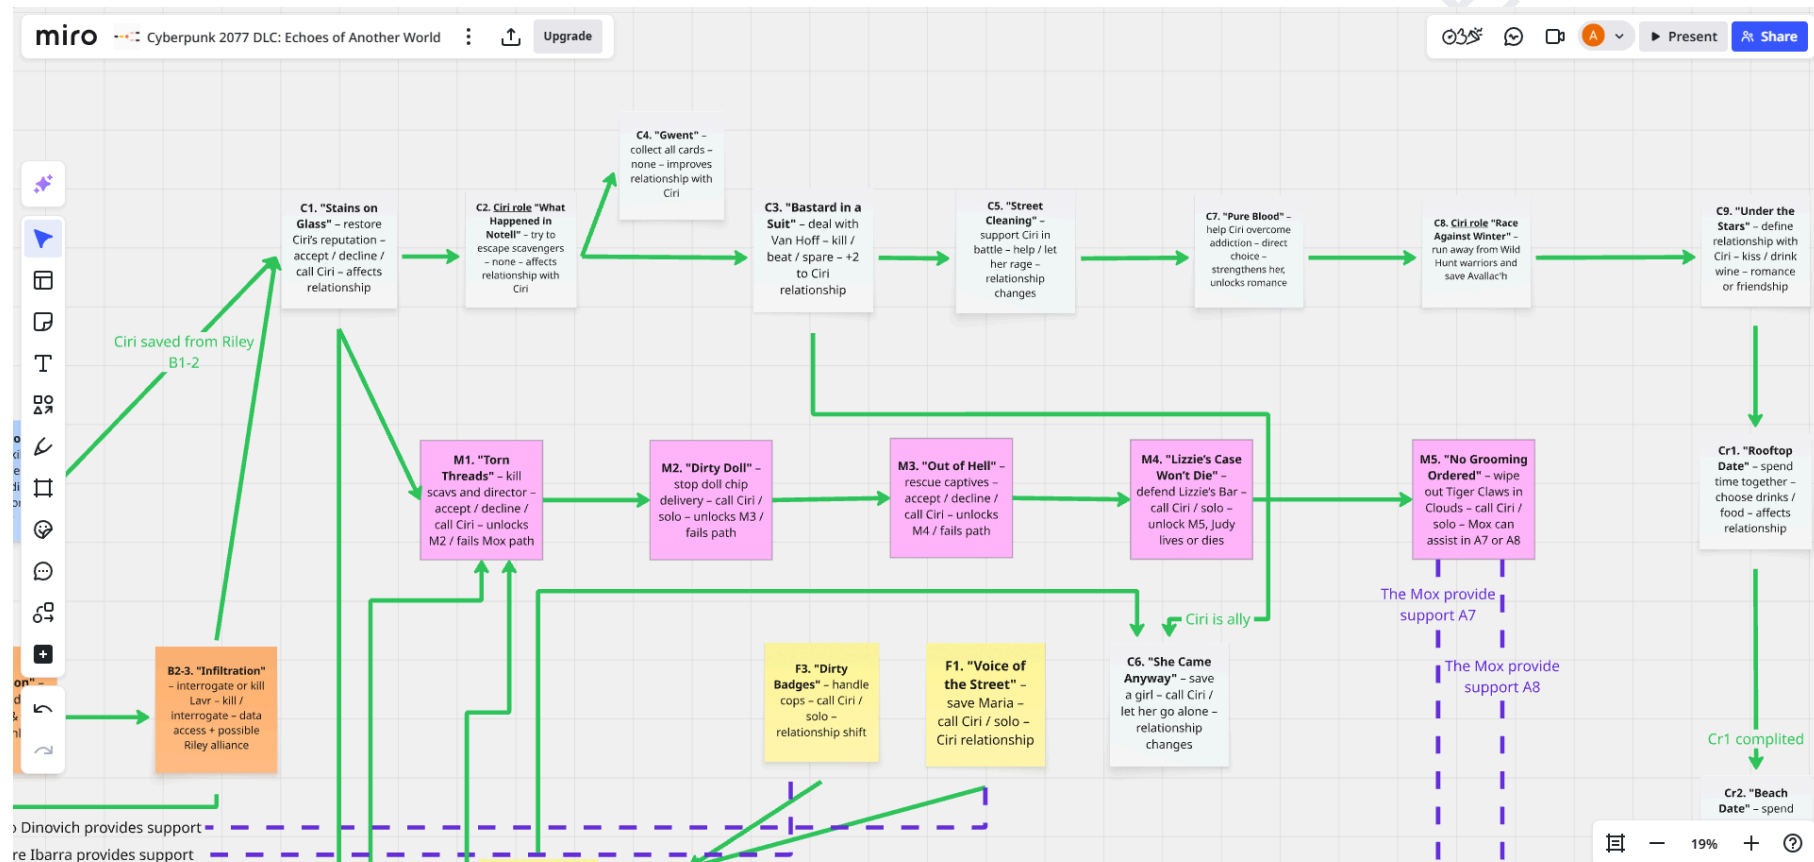 miro
Cyberpunk 2077 DLC: Echoes of Another World
Upgrade
A
Present
Share
C4. "Gwent" –
collect all cards –
none – improves
relationship with
Ciri
C1. "Stains on
Glass" – restore
Ciri's reputation –
accept / decline /
call Ciri – affects
relationship
C2. Ciri role "What
Happened in
Notell" – try to
escape scavengers
– none – affects
relationship with
Ciri
C3. "Bastard in a
Suit" – deal with
Van Hoff – kill /
beat / spare – +2
to Ciri
relationship
C5. "Street
Cleaning" –
support Ciri in
battle – help / let
her rage –
relationship
changes
C7. "Pure Blood" –
help Ciri overcome
addiction – direct
choice –
strengthens her,
unlocks romance
C8. Ciri role "Race
Against Winter" –
run away from Wild
Hunt warriors and
save Avallac'h
C9. "Under the
Stars" – define
relationship with
Ciri – kiss / drink
wine – romance
or friendship
Ciri saved from Riley
B1-2
M1. "Torn
Threads" – kill
scavs and director –
accept / decline /
call Ciri – unlocks
M2 / fails Mox path
M2. "Dirty Doll" –
stop doll chip
delivery – call Ciri /
solo – unlocks M3 /
fails path
M3. "Out of Hell" –
rescue captives –
accept / decline /
call Ciri – unlocks
M4 / fails path
M4. "Lizzie's Case
Won't Die" –
defend Lizzie's Bar –
call Ciri / solo –
unlock M5, Judy
lives or dies
M5. "No Grooming
Ordered" – wipe
out Tiger Claws in
Clouds – call Ciri /
solo – Mox can
assist in A7 or A8
Cr1. "Rooftop
Date" – spend
time together –
choose drinks /
food – affects
relationship
The Mox provide
support A7
Ciri is ally
The Mox provide
support A8
on" –
B2-3. "Infiltration"
– interrogate or kill
Lavr – kill /
interrogate – data
access + possible
Riley alliance
F3. "Dirty
Badges" – handle
cops – call Ciri /
solo –
relationship shift
F1. "Voice of
the Street" –
save Maria –
call Ciri / solo –
Ciri relationship
C6. "She Came
Anyway" – save
a girl – call Ciri /
let her go alone –
relationship
changes
Cr1 complited
Cr2. "Beach
Date" – spend
Dinovich provides support
re Ibarra provides support
19%